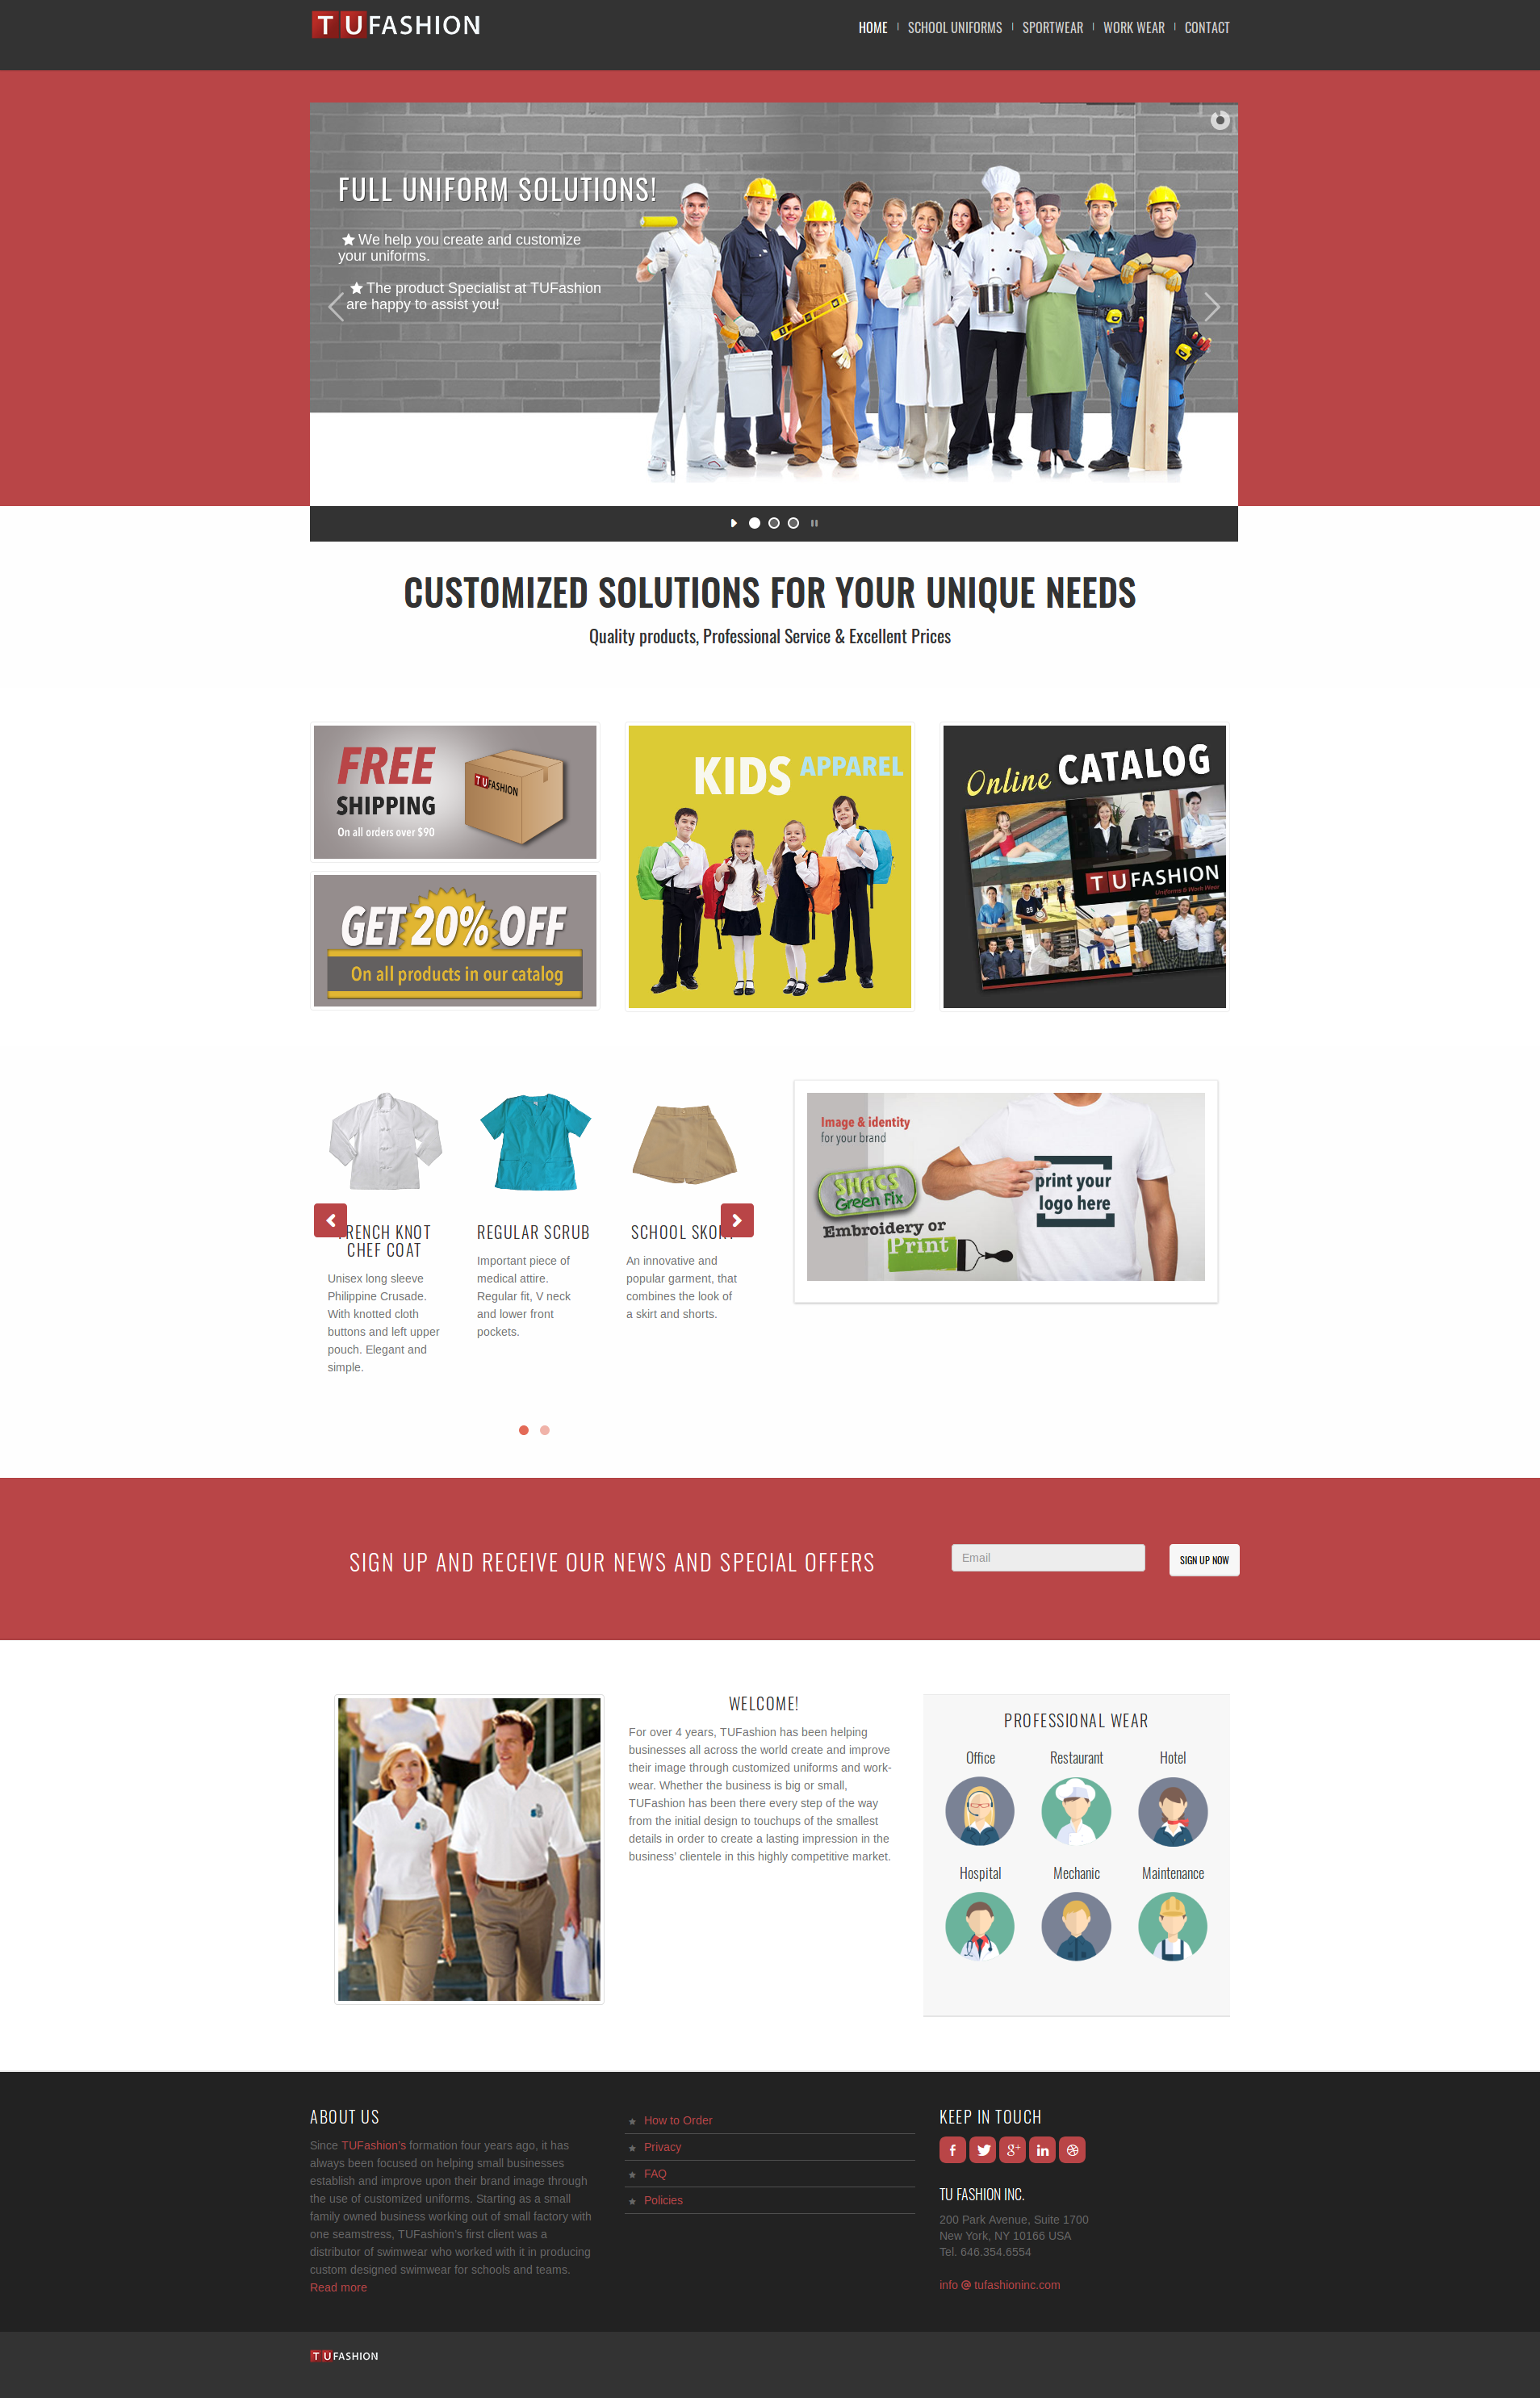 TUFASHION
HOME
SCHOOL UNIFORMS
SPORTWEAR
WORK WEAR
CONTACT
FULL UNIFORM SOLUTIONS!
We help you create and customize
your uniforms.
The product Specialist at TUFashion
are happy to assist you!
CUSTOMIZED SOLUTIONS FOR YOUR UNIQUE NEEDS
Quality products, Professional Service & Excellent Prices
FREE
SHIPPING
On all orders over $90
TUFASHION
GET 20% OFF
On all products in our catalog
KIDS APPAREL
Online CATALOG
TUFASHION
Uniforms & Work Wear
FRENCH KNOT
CHEF COAT
Unisex long sleeve
Philippine Crusade.
With knotted cloth
buttons and left upper
pouch. Elegant and
simple.
REGULAR SCRUB
Important piece of
medical attire.
Regular fit, V neck
and lower front
pockets.
SCHOOL SKORT
An innovative and
popular garment, that
combines the look of
a skirt and shorts.
Image & identity
for your brand
SHACS
Green Fix
Embroidery or
Print
print your
logo here
SIGN UP AND RECEIVE OUR NEWS AND SPECIAL OFFERS
Email
SIGN UP NOW
WELCOME!
For over 4 years, TUFashion has been helping
businesses all across the world create and improve
their image through customized uniforms and work-
wear. Whether the business is big or small,
TUFashion has been there every step of the way
from the initial design to touchups of the smallest
details in order to create a lasting impression in the
business' clientele in this highly competitive market.
PROFESSIONAL WEAR
Office
Restaurant
Hotel
Hospital
Mechanic
Maintenance
ABOUT US
Since TUFashion's formation four years ago, it has
always been focused on helping small businesses
establish and improve upon their brand image through
the use of customized uniforms. Starting as a small
family owned business working out of small factory with
one seamstress, TUFashion's first client was a
distributor of swimwear who worked with it in producing
custom designed swimwear for schools and teams.
Read more
How to Order
Privacy
FAQ
Policies
KEEP IN TOUCH
TU FASHION INC.
200 Park Avenue, Suite 1700
New York, NY 10166 USA
Tel. 646.354.6554
info @ tufashioninc.com
TUFASHION